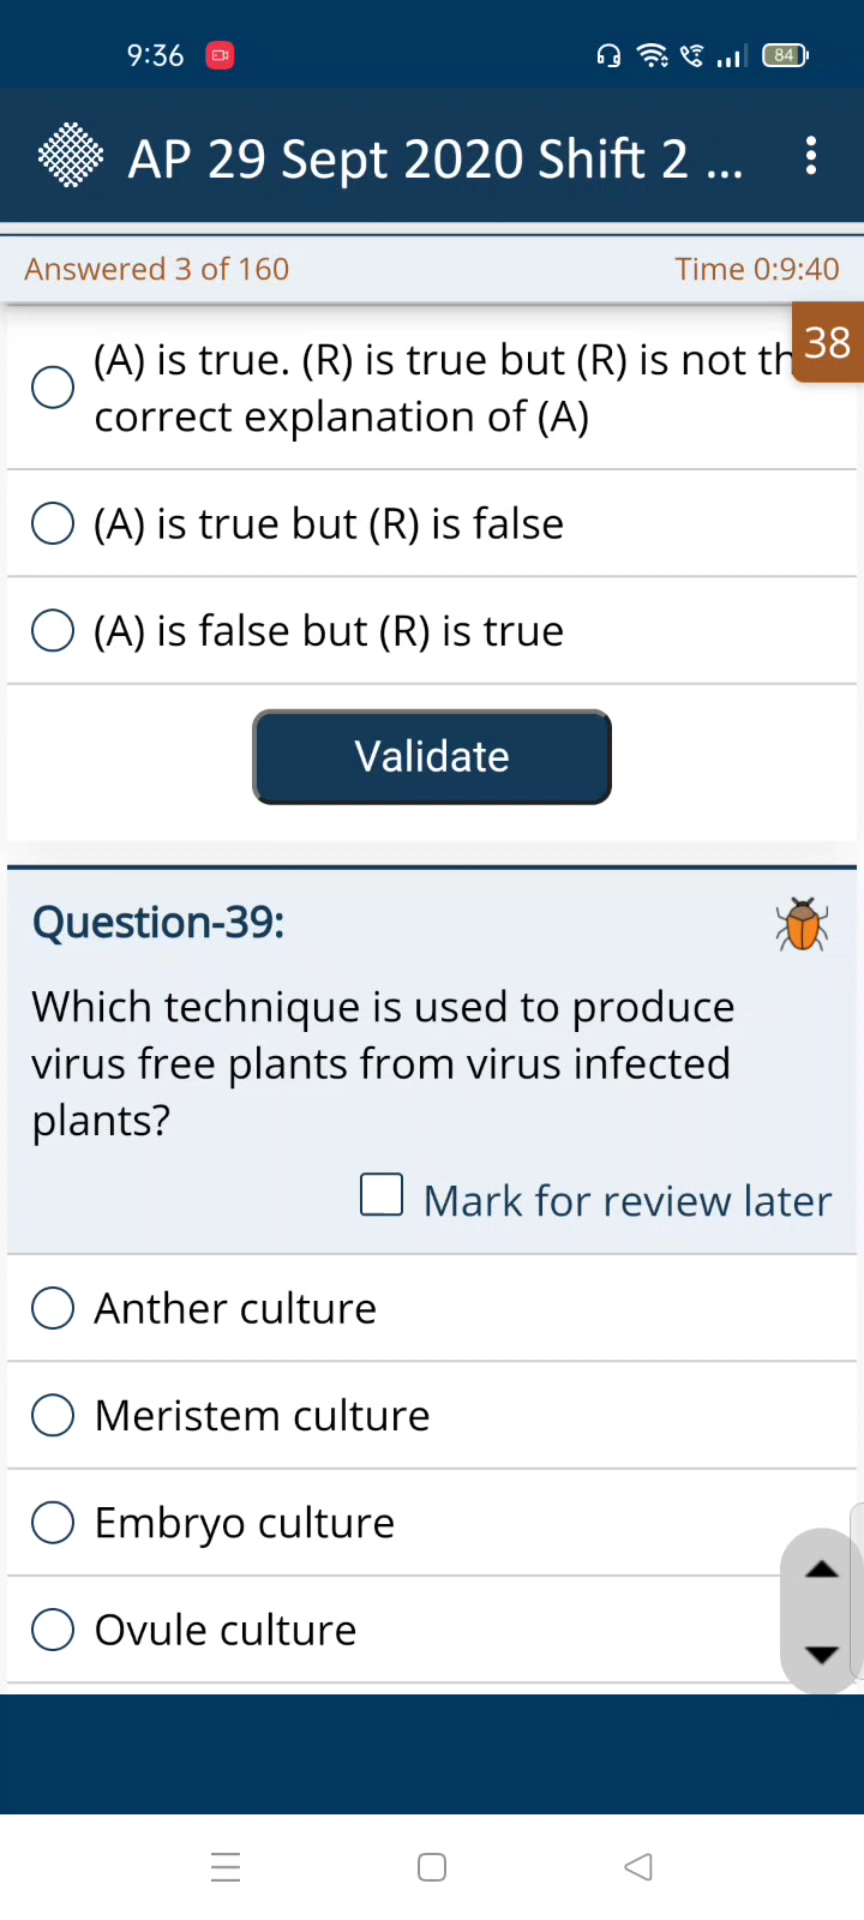 9:36
84
AP 29 Sept 2020 Shift 2 ...
Answered 3 of 160
Time 0:9:40
38
(A) is true. (R) is true but (R) is not th
correct explanation of (A)
(A) is true but (R) is false
(A) is false but (R) is true
Validate
Question-39:
Which technique is used to produce
virus free plants from virus infected
plants?
Mark for review later
Anther culture
Meristem culture
Embryo culture
Ovule culture